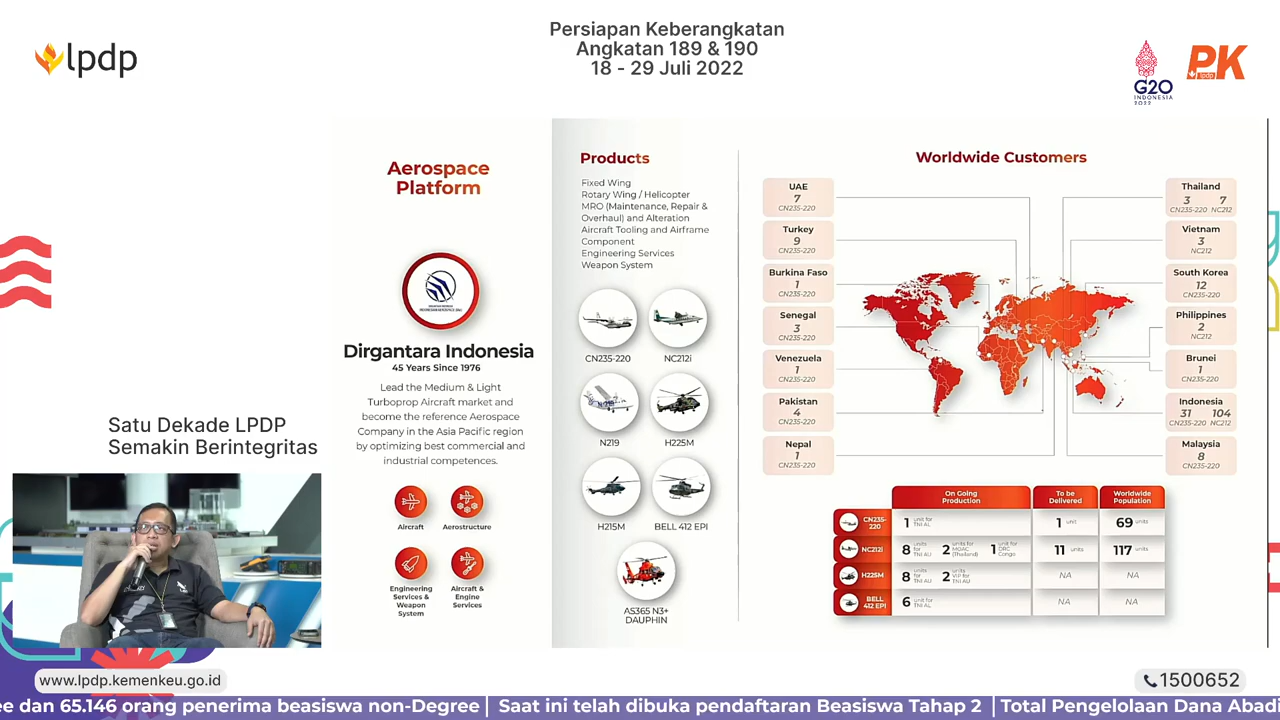 lpdp
Persiapan Keberangkatan
Angkatan 189 & 190
18 - 29 Juli 2022
G20
INDONESIA
2022
PK
lpdp
Aerospace
Platform
Dirgantara Indonesia
45 Years Since 1976
Lead the Medium & Light
Turboprop Aircraft market and
become the reference Aerospace
Company in the Asia Pacific region
by optimizing best commercial and
industrial competences.
Aircraft
Aerostructure
Engineering
Services &
Weapon
System
Aircraft &
Engine
Services
Products
Fixed Wing
Rotary Wing / Helicopter
MRO (Maintenance, Repair &
Overhaul) and Alteration
Aircraft Tooling and Airframe
Component
Engineering Services
Weapon System
CN235-220
NC212i
N219
H225M
H215M
BELL 412 EPI
AS365 N3+
DAUPHIN
Worldwide Customers
UAE
7
CN235-220
Turkey
9
CN235-220
Burkina Faso
1
CN235-220
Senegal
3
CN235-220
Venezuela
1
CN235-220
Pakistan
4
CN235-220
Nepal
1
CN235-220
Thailand
3 7
CN235-220 NC212
Vietnam
3
NC212
South Korea
12
CN235-220
Philippines
2
NC212
Brunei
1
CN235-220
Indonesia
31 104
CN235-220 NC212
Malaysia
8
CN235-220
On Going
Production
To be
Delivered
Worldwide
Population
CN235-
220
1 unit for
TNI AL
1 unit
69 units
NC212i
8 units
for
TNI AU
2 units for
MOAC
(Thailand)
1 unit for
DRC
Congo
11 units
117 units
H225M
8 units
for
TNI AU
2 units
VIP for
TNI AU
NA
NA
BELL
412 EPI
6 unit for
TNI AL
NA
NA
Satu Dekade LPDP
Semakin Berintegritas
www.lpdp.kemenkeu.go.id
1500652
ee dan 65.146 orang penerima beasiswa non-Degree | Saat ini telah dibuka pendaftaran Beasiswa Tahap 2 | Total Pengelolaan Dana Abadi